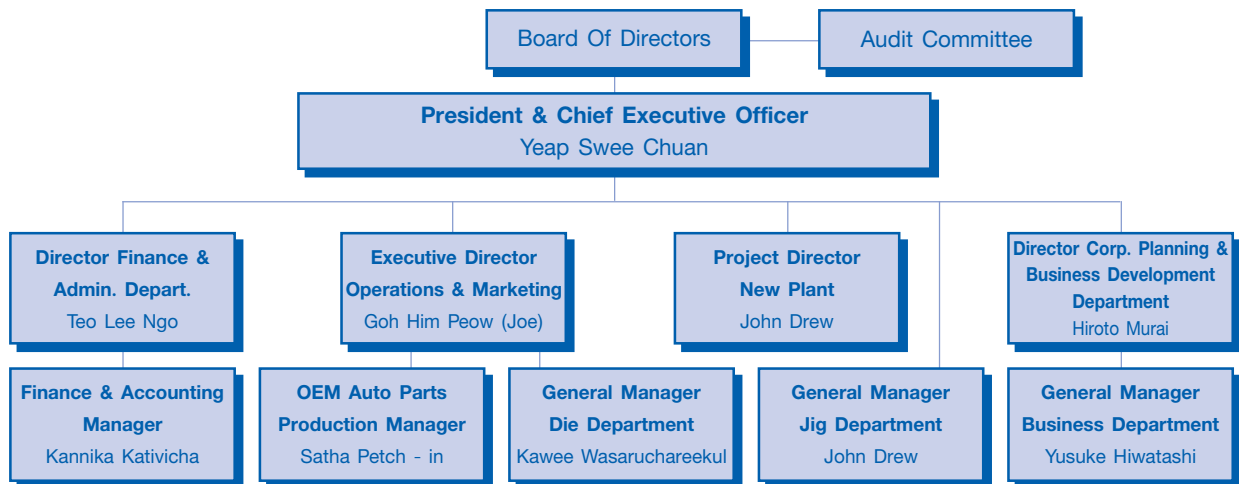 Board Of Directors
Audit Committee
President & Chief Executive Officer
Yeap Swee Chuan
Director Finance &
Admin. Depart.
Teo Lee Ngo
Executive Director
Operations & Marketing
Goh Him Peow (Joe)
Project Director
New Plant
John Drew
Director Corp. Planning &
Business Development
Department
Hiroto Murai
Finance & Accounting
Manager
Kannika Kativicha
OEM Auto Parts
Production Manager
Satha Petch - in
General Manager
Die Department
Kawee Wasaruchareekul
General Manager
Jig Department
John Drew
General Manager
Business Department
Yusuke Hiwatashi